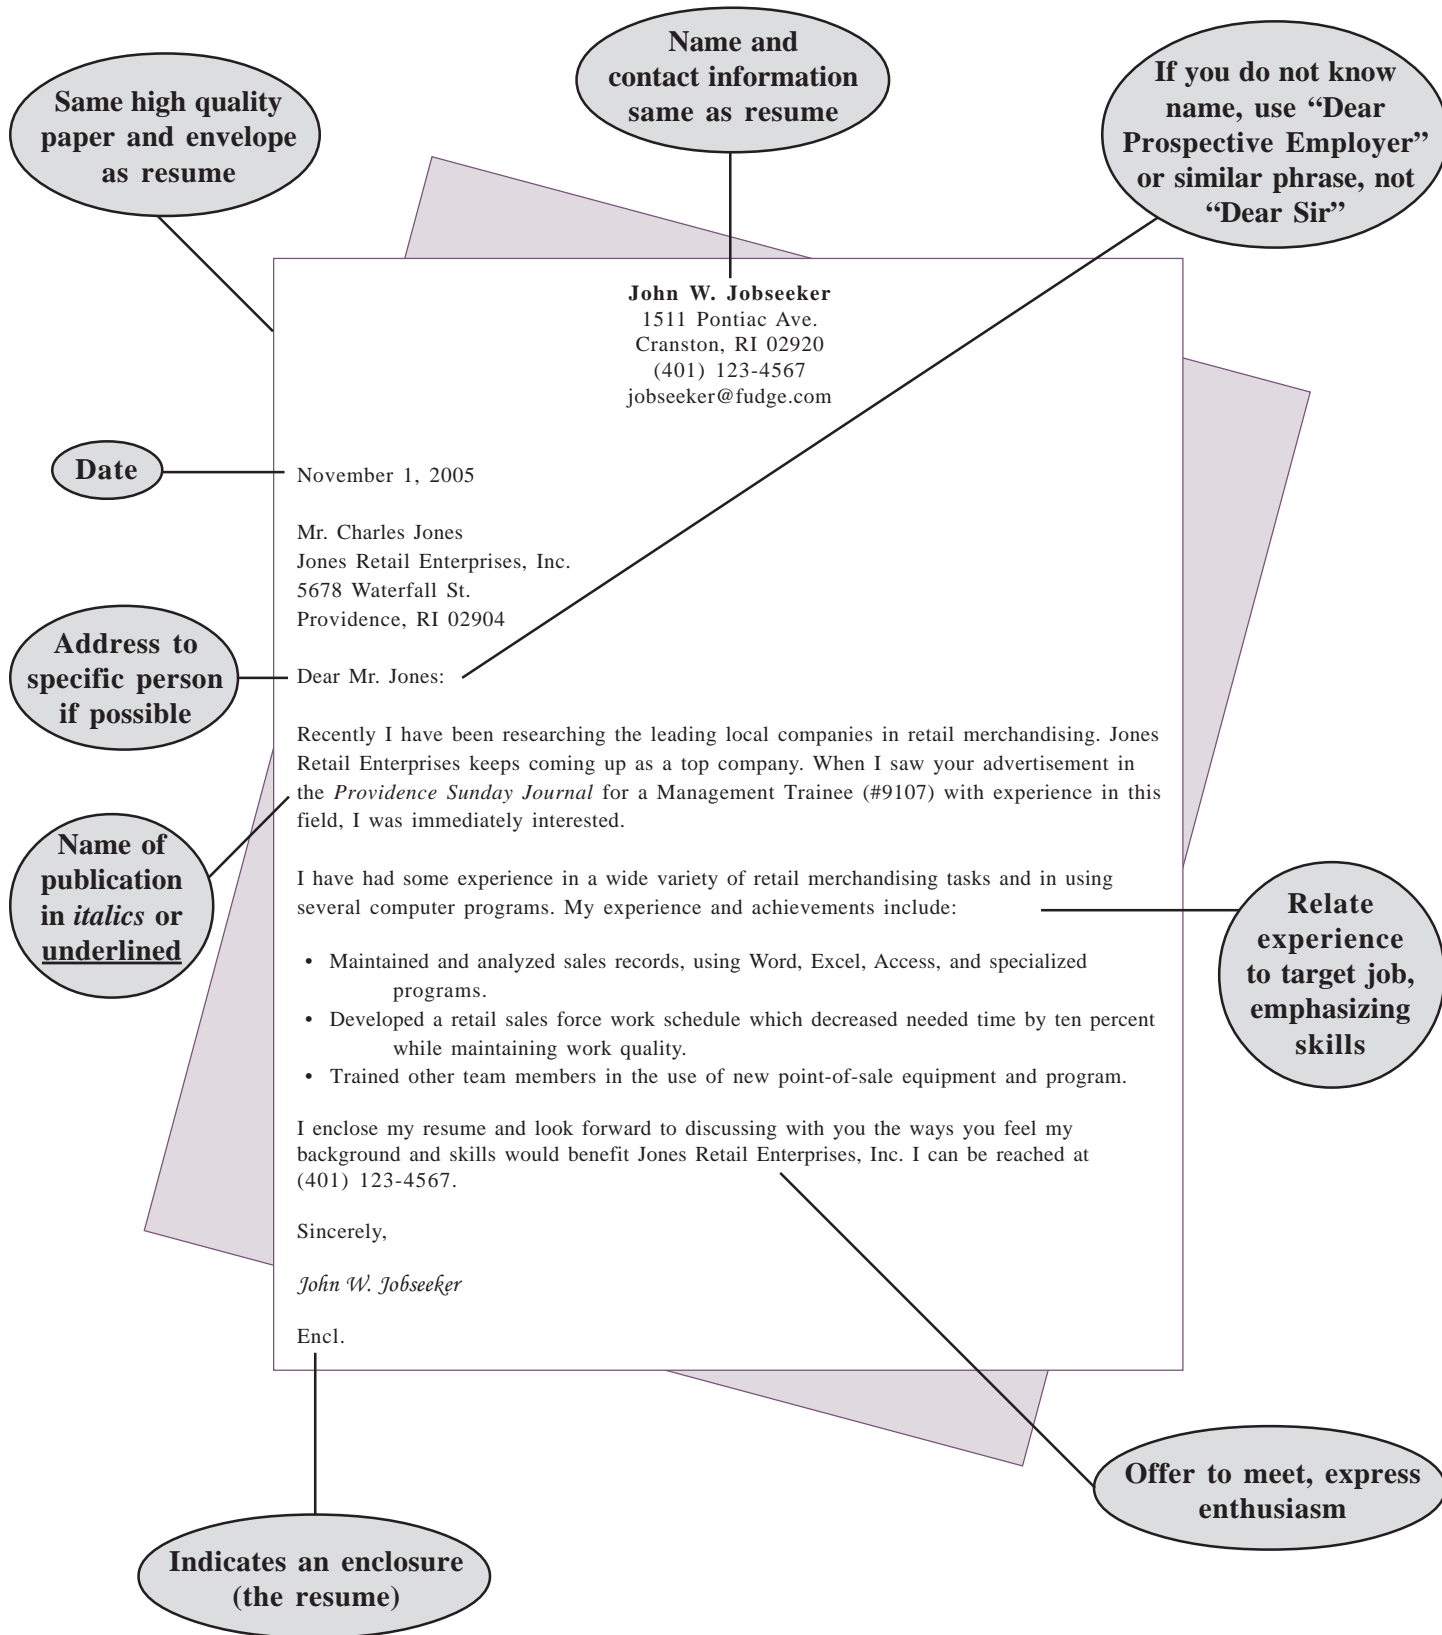 Name and
contact information
same as resume
Same high quality
paper and envelope
as resume
If you do not know
name, use “Dear
Prospective Employer”
or similar phrase, not
“Dear Sir”
John W. Jobseeker
1511 Pontiac Ave.
Cranston, RI 02920
(401) 123-4567
jobseeker@fudge.com
Date
November 1, 2005
Mr. Charles Jones
Jones Retail Enterprises, Inc.
5678 Waterfall St.
Providence, RI 02904
Address to
specific person
if possible
Dear Mr. Jones:
Recently I have been researching the leading local companies in retail merchandising. Jones
Retail Enterprises keeps coming up as a top company. When I saw your advertisement in
the Providence Sunday Journal for a Management Trainee (#9107) with experience in this
field, I was immediately interested.
Name of
publication
in italics or
underlined
I have had some experience in a wide variety of retail merchandising tasks and in using
several computer programs. My experience and achievements include:
Relate
experience
to target job,
emphasizing
skills
• Maintained and analyzed sales records, using Word, Excel, Access, and specialized
programs.
• Developed a retail sales force work schedule which decreased needed time by ten percent
while maintaining work quality.
• Trained other team members in the use of new point-of-sale equipment and program.
I enclose my resume and look forward to discussing with you the ways you feel my
background and skills would benefit Jones Retail Enterprises, Inc. I can be reached at
(401) 123-4567.
Sincerely,
John W. Jobseeker
Encl.
Offer to meet, express
enthusiasm
Indicates an enclosure
(the resume)